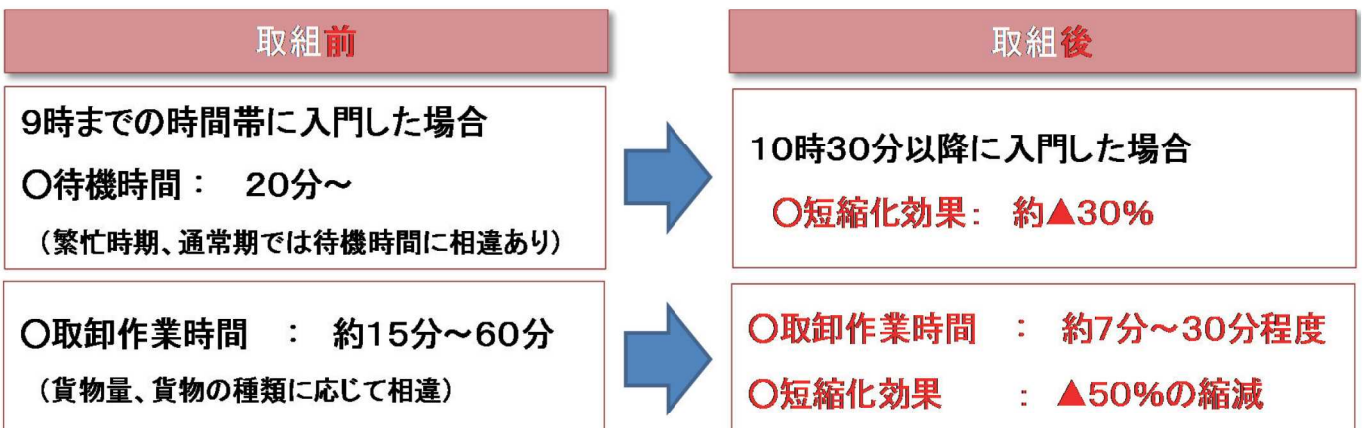 取組前
9時までの時間帯に入門した場合
○待機時間： 20分～
（繁忙時期、通常期では待機時間に相違あり）
○取卸作業時間 ： 約15分～60分
（貨物量、貨物の種類に応じて相違）
取組後
10時30分以降に入門した場合
○短縮化効果： 約▲30%
○取卸作業時間 ： 約7分～30分程度
○短縮化効果 ： ▲50%の縮減